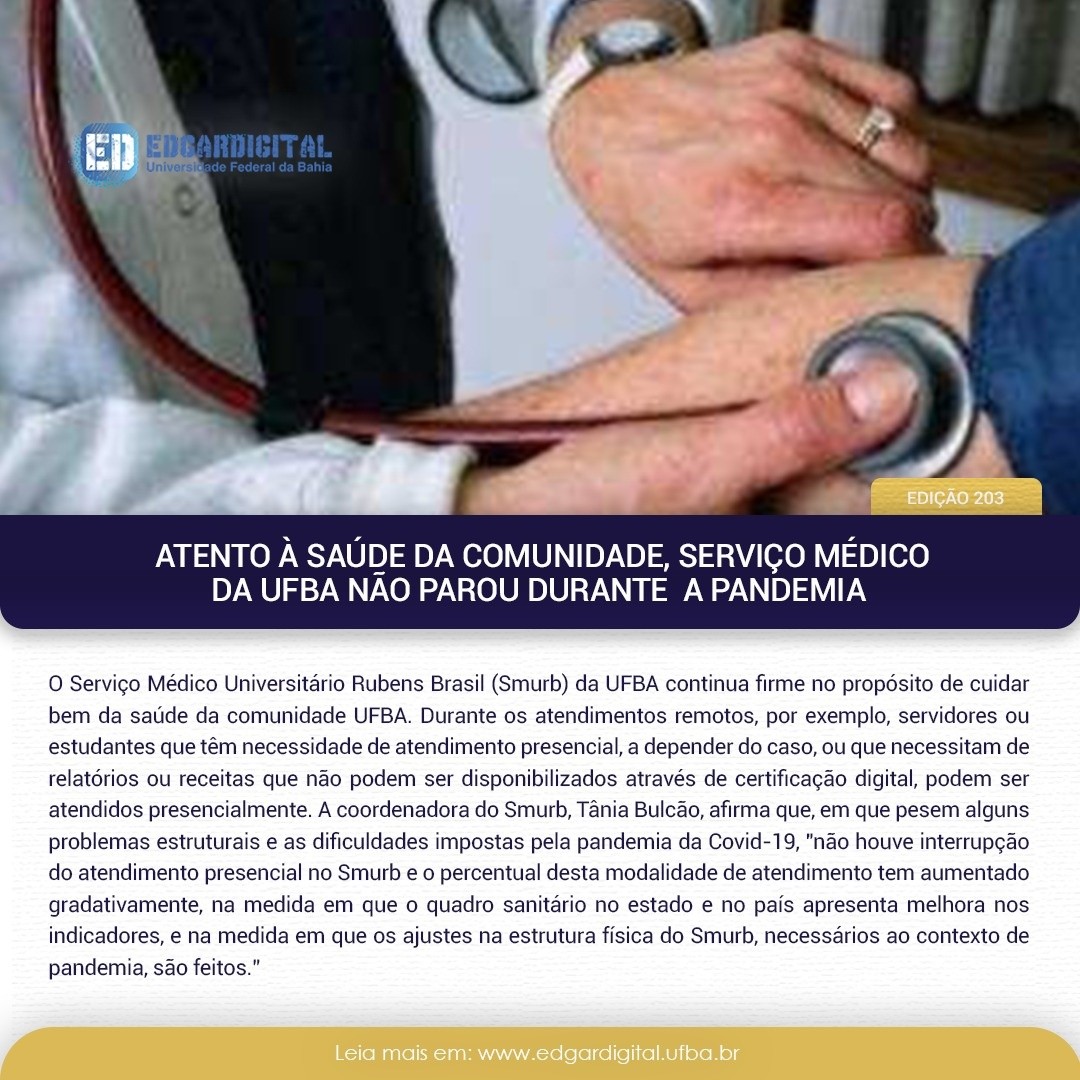 ED EDGARDIGITAL
Universidade Federal da Bahia
EDIÇÃO 203
ATENTO À SAÚDE DA COMUNIDADE, SERVIÇO MÉDICO
DA UFBA NÃO PAROU DURANTE A PANDEMIA
O Serviço Médico Universitário Rubens Brasil (Smurb) da UFBA continua firme no propósito de cuidar
bem da saúde da comunidade UFBA. Durante os atendimentos remotos, por exemplo, servidores ou
estudantes que têm necessidade de atendimento presencial, a depender do caso, ou que necessitam de
relatórios ou receitas que não podem ser disponibilizados através de certificação digital, podem ser
atendidos presencialmente. A coordenadora do Smurb, Tânia Bulcão, afirma que, em que pesem alguns
problemas estruturais e as dificuldades impostas pela pandemia da Covid-19, "não houve interrupção
do atendimento presencial no Smurb e o percentual desta modalidade de atendimento tem aumentado
gradativamente, na medida em que o quadro sanitário no estado e no país apresenta melhora nos
indicadores, e na medida em que os ajustes na estrutura física do Smurb, necessários ao contexto de
pandemia, são feitos."
Leia mais em: www.edgardigital.ufba.br